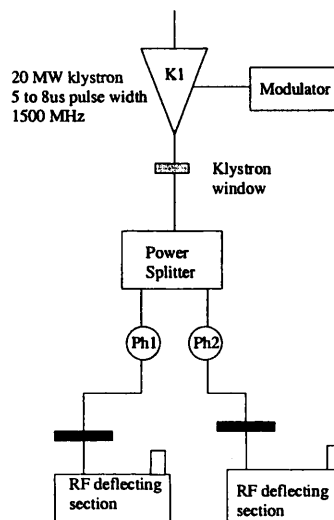 20 MW klystron
5 to 8us pulse width
1500 MHz
K1
Modulator
Klystron
window
Power
Splitter
Ph1
Ph2
RF deflecting
section
RF deflecting
section